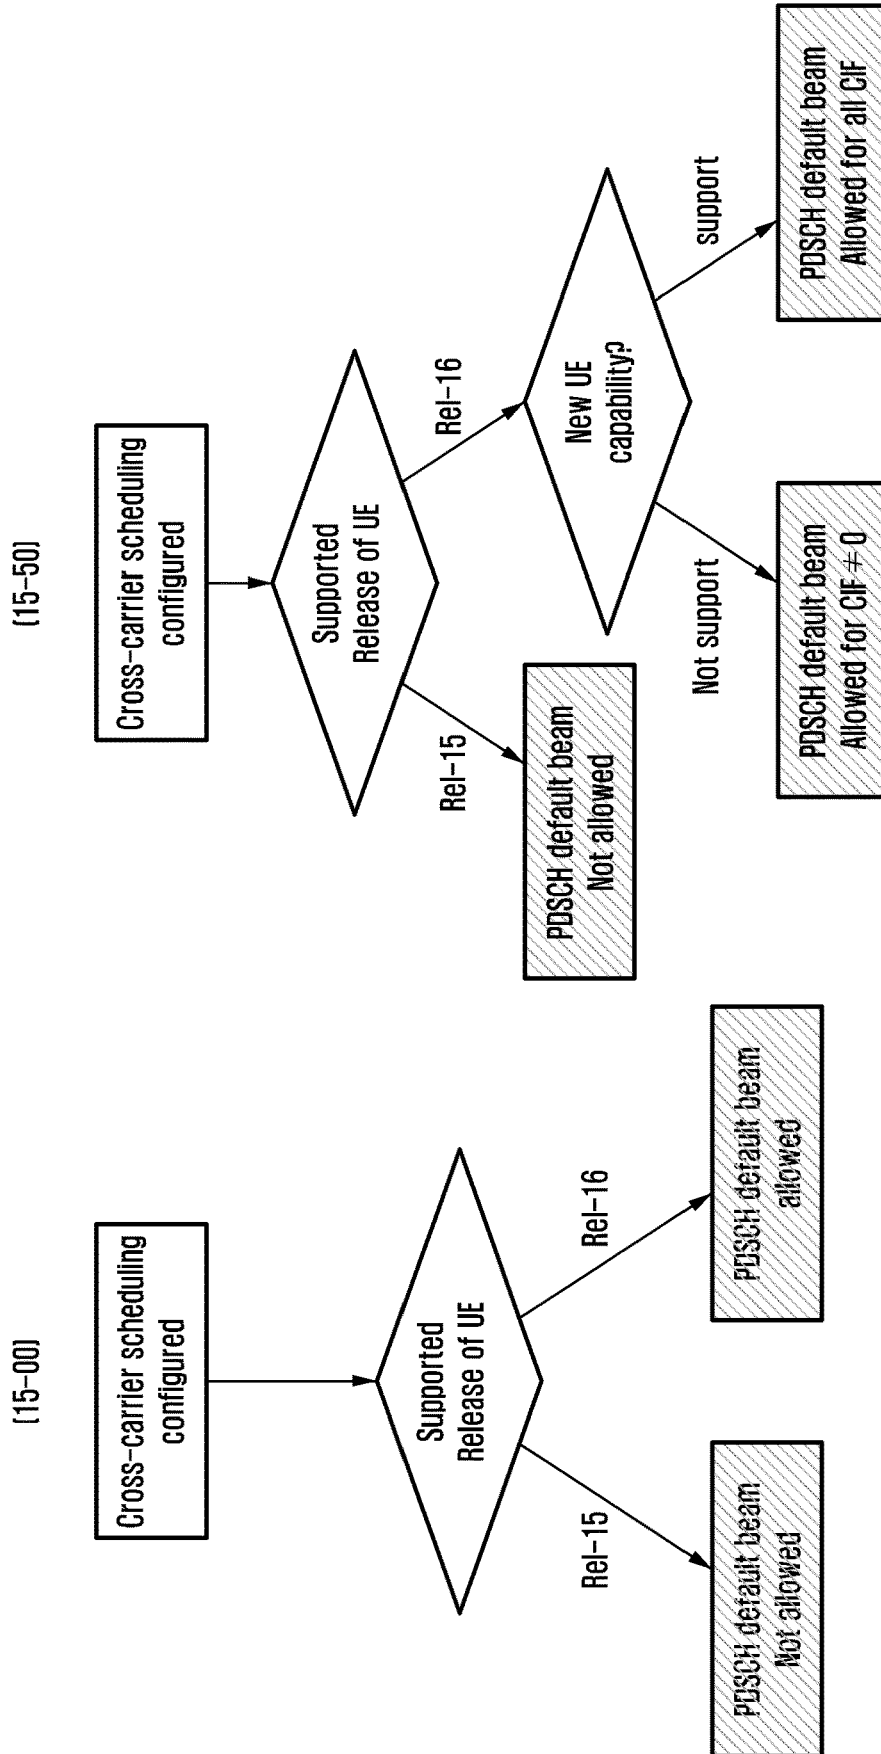 [15-00]
Cross-carrier scheduling
configured
Supported
Release of UE
Rel-15
Rel-16
PDSCH default beam
Not allowed
PDSCH default beam
allowed
[15-50]
Cross-carrier scheduling
configured
Supported
Release of UE
Rel-15
Rel-16
PDSCH default beam
Not allowed
New UE
capability?
Not support
support
PDSCH default beam
Allowed for CIF ≠ 0
PDSCH default beam
Allowed for all CIF